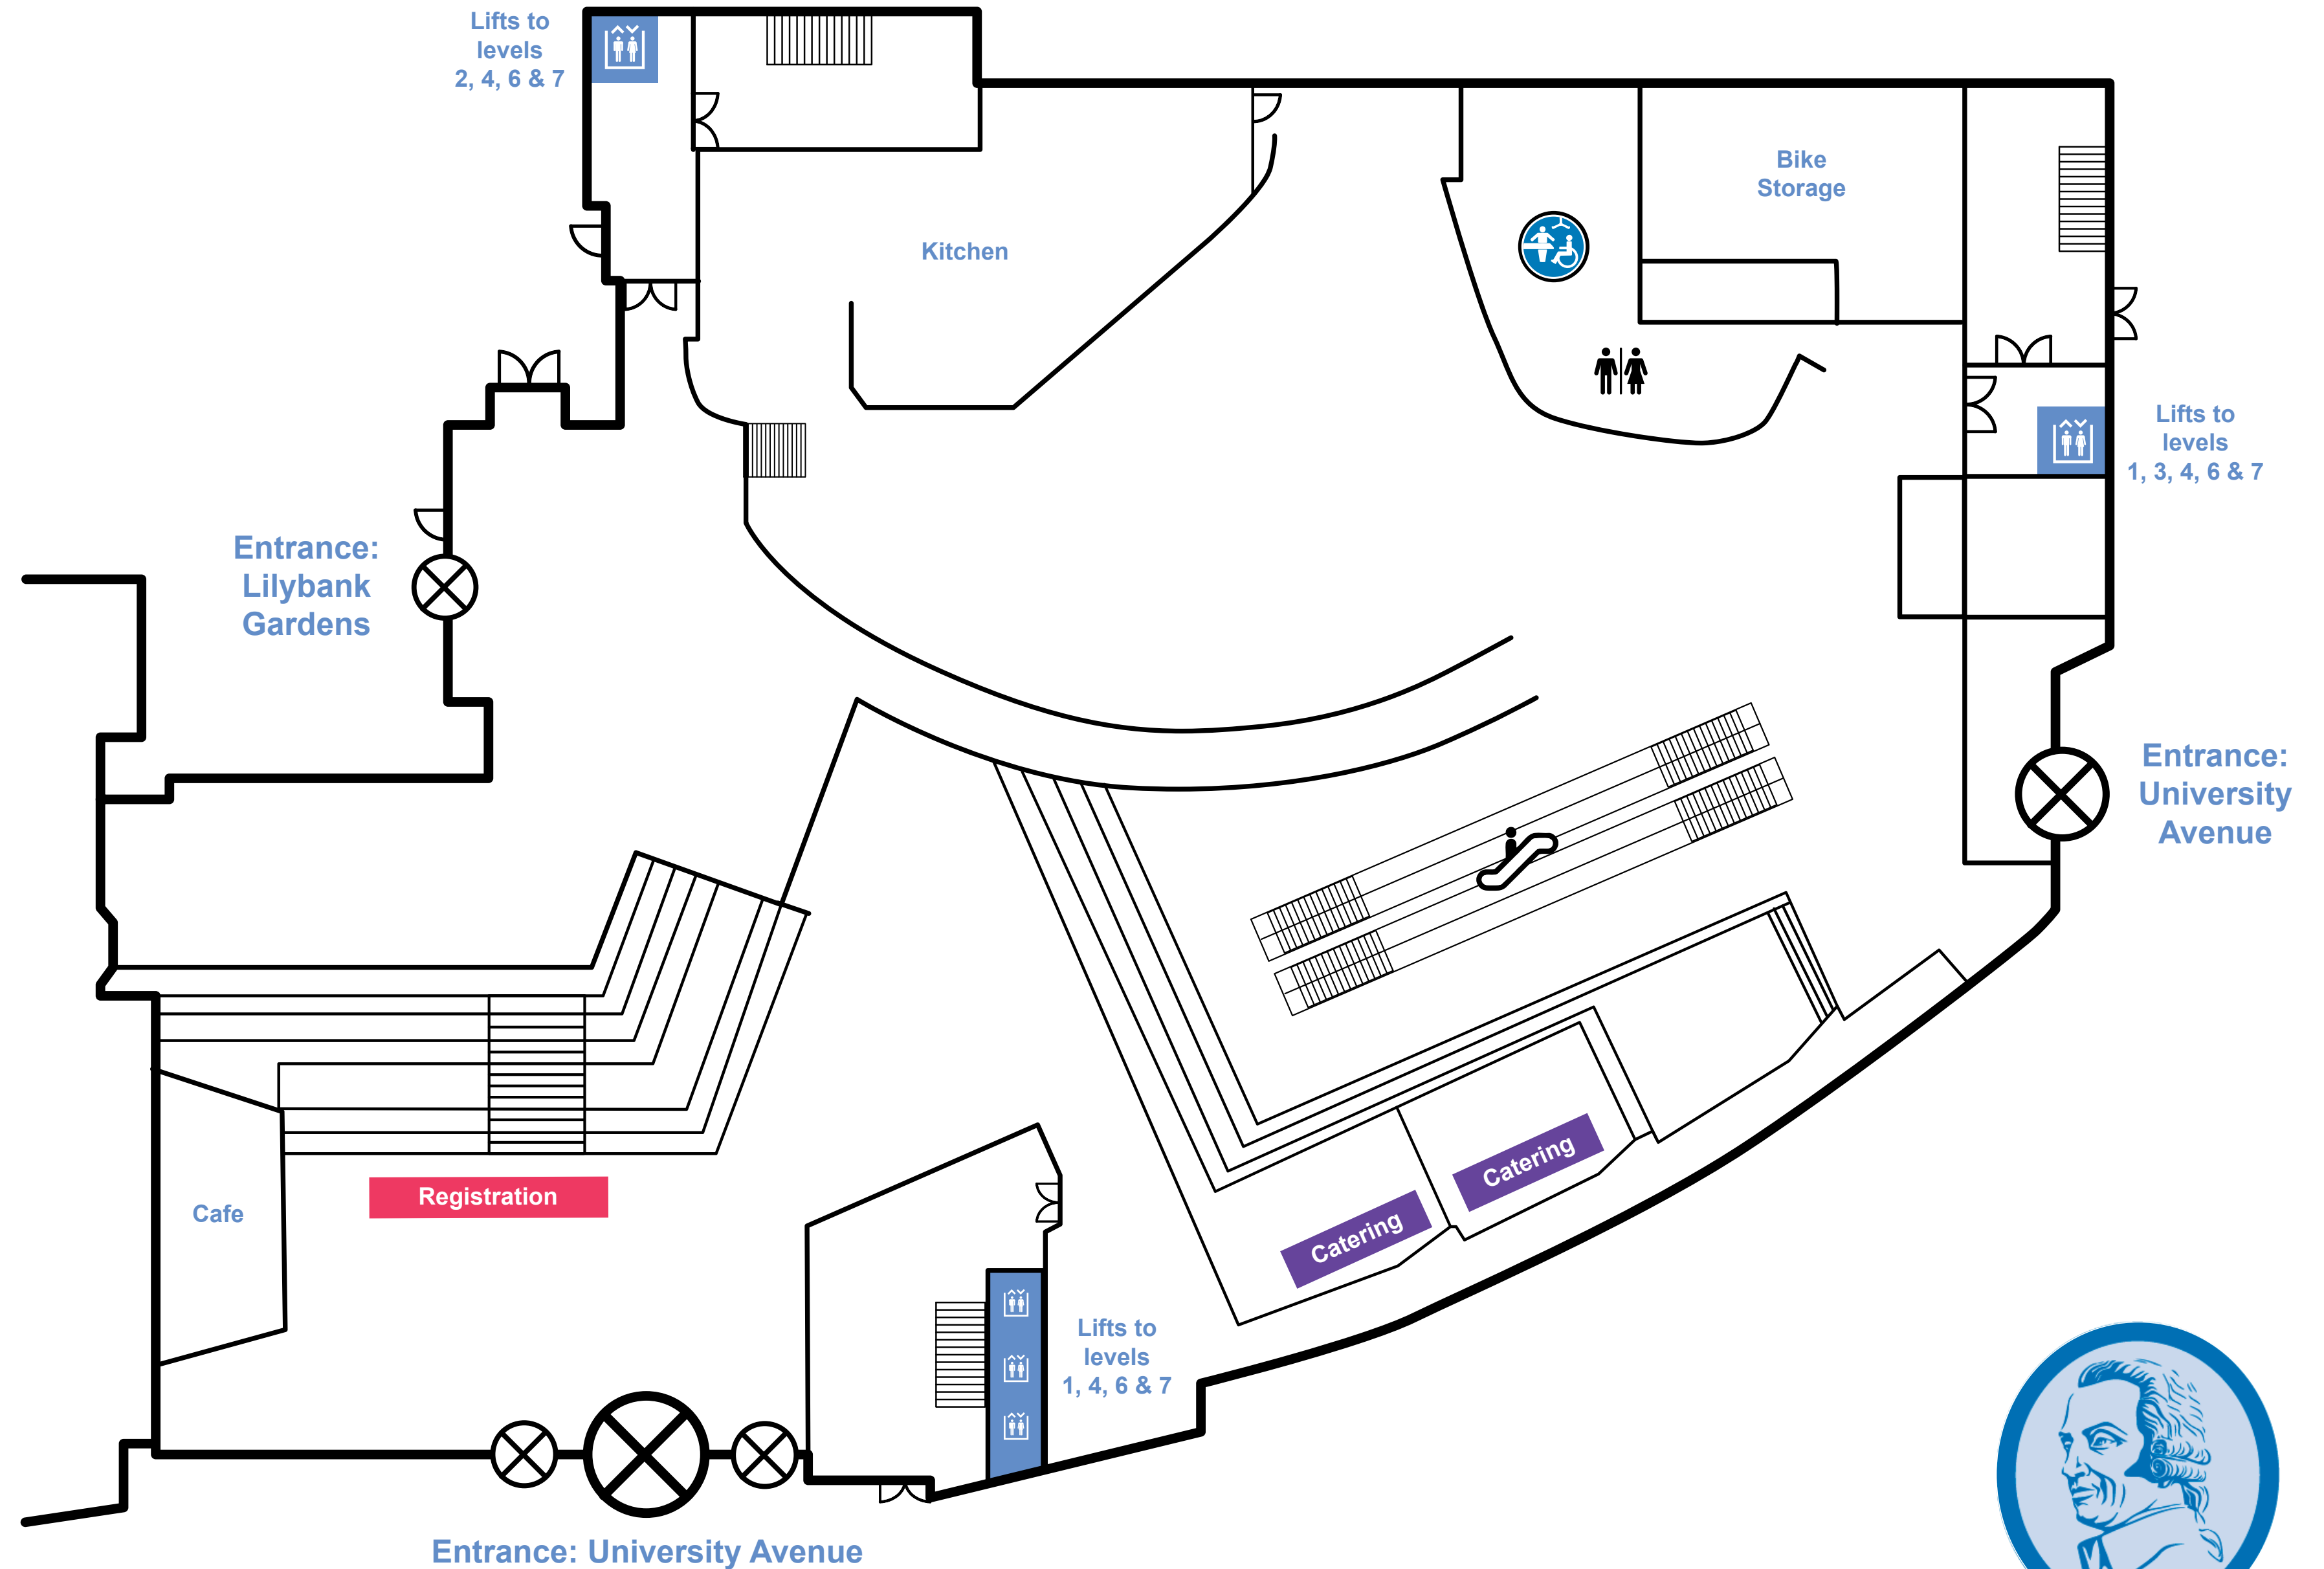 Lifts to
levels
2, 4, 6 & 7
Bike
Storage
Kitchen
Lifts to
levels
1, 3, 4, 6 & 7
Entrance:
Lilybank
Gardens
Entrance:
University
Avenue
Catering
Catering
Registration
Cafe
Lifts to
levels
1, 4, 6 & 7
Entrance: University Avenue